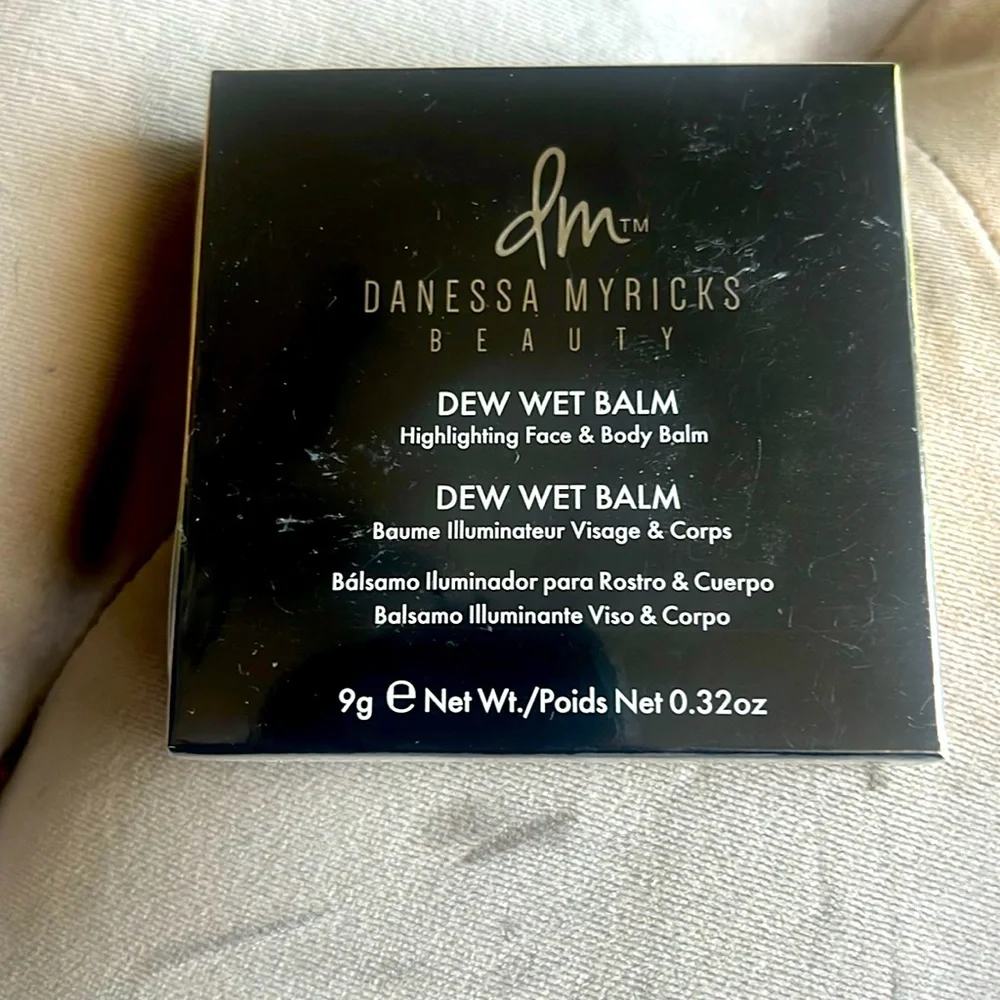 dm™
DANESSA MYRICKS
BEAUTY
DEW WET BALM
Highlighting Face & Body Balm
DEW WET BALM
Baume Illuminateur Visage & Corps
Bálsamo Iluminador para Rostro & Cuerpo
Balsamo Illuminante Viso & Corpo
9g ℮ Net Wt./Poids Net 0.32oz